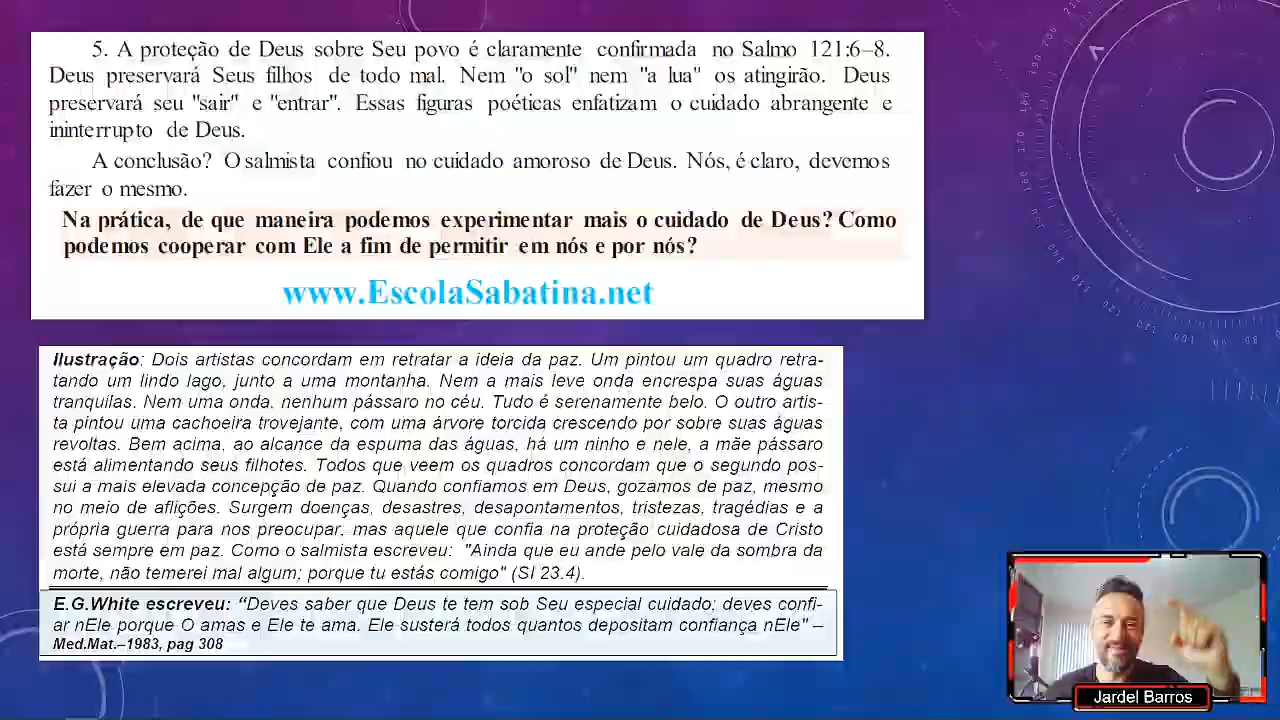 5. A proteção de Deus sobre Seu povo é claramente confirmada no Salmo 121:6–8.
Deus preservará Seus filhos de todo mal. Nem "o sol" nem "a lua" os atingirão. Deus
preservará seu "sair" e "entrar". Essas figuras poéticas enfatizam o cuidado abrangente e
ininterrupto de Deus.
A conclusão? O salmista confiou no cuidado amoroso de Deus. Nós, é claro, devemos
fazer o mesmo.
Na prática, de que maneira podemos experimentar mais o cuidado de Deus? Como
podemos cooperar com Ele a fim de permitir em nós e por nós?
www.EscolaSabatina.net
Ilustração: Dois artistas concordam em retratar a ideia da paz. Um pintou um quadro retra-
tando um lindo lago, junto a uma montanha. Nem a mais leve onda encrespa suas águas
tranquilas. Nem uma onda, nenhum pássaro no céu. Tudo é serenamente belo. O outro artis-
ta pintou uma cachoeira trovejante, com uma árvore torcida crescendo por sobre suas águas
revoltas. Bem acima, ao alcance da espuma das águas, há um ninho e nele, a mãe pássaro
está alimentando seus filhotes. Todos que veem os quadros concordam que o segundo pos-
sui a mais elevada concepção de paz. Quando confiamos em Deus, gozamos de paz, mesmo
no meio de aflições. Surgem doenças, desastres, desapontamentos, tristezas, tragédias e a
própria guerra para nos preocupar, mas aquele que confia na proteção cuidadosa de Cristo
está sempre em paz. Como o salmista escreveu: "Ainda que eu ande pelo vale da sombra da
morte, não temerei mal algum; porque tu estás comigo" (Sl 23.4).
E.G.White escreveu: “Deves saber que Deus te tem sob Seu especial cuidado; deves confi-
ar nEle porque O amas e Ele te ama. Ele susterá todos quantos depositam confiança nEle" –
Med.Mat.–1983, pag 308
Jardel Barros